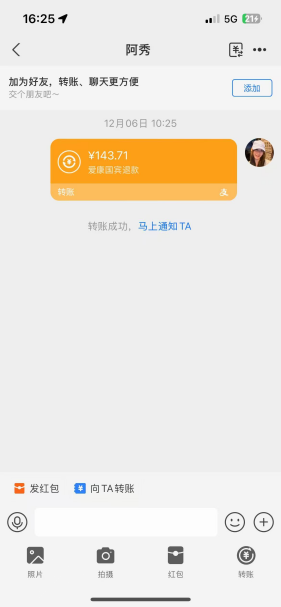 16:25
5G
21
阿秀
加为好友，转账、聊天更方便
交个朋友吧～
添加
12月06日 10:25
¥143.71
爱康国宾退款
转账
转账成功，马上通知TA
发红包
向TA转账
照片
拍摄
红包
转账